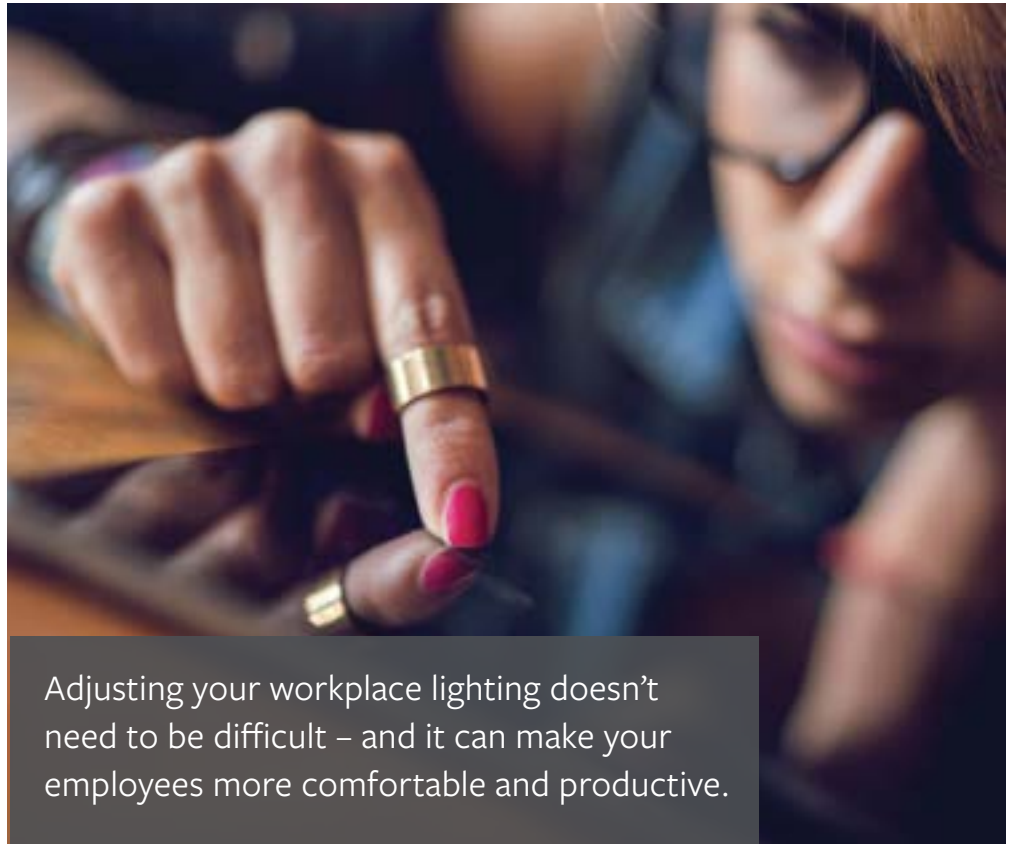 Adjusting your workplace lighting doesn’t
need to be difficult – and it can make your
employees more comfortable and productive.